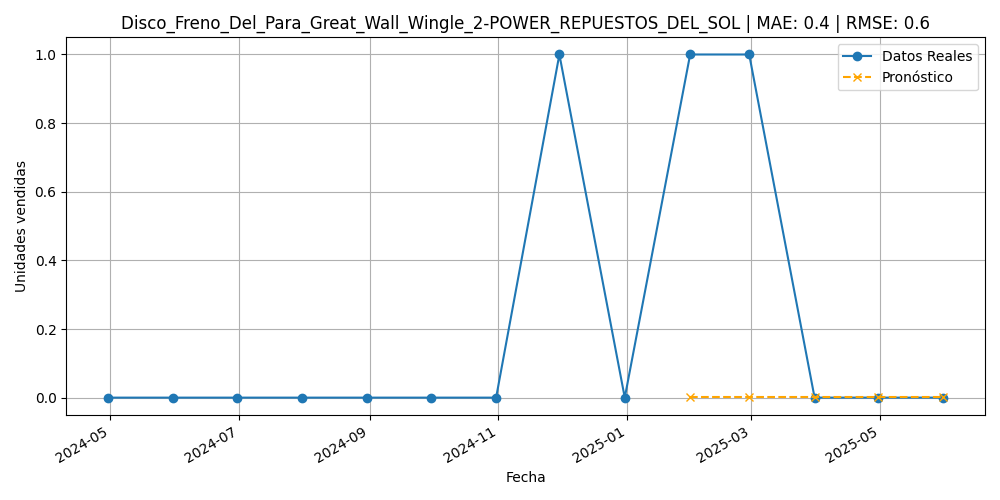 Disco_Freno_Del_Para_Great_Wall_Wingle_2-POWER_REPUESTOS_DEL_SOL | MAE: 0.4 | RMSE: 0.6
Datos Reales
Pronóstico
Unidades vendidas
1.0
0.8
0.6
0.4
0.2
0.0
2024-05
2024-07
2024-09
2024-11
2025-01
2025-03
2025-05
Fecha